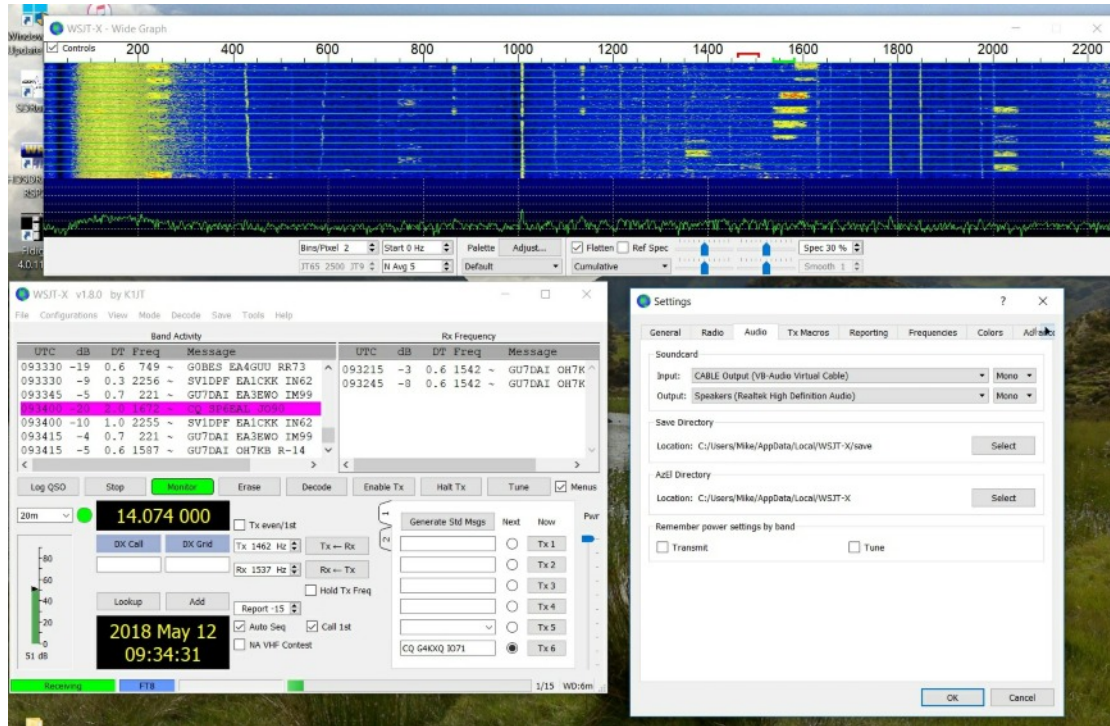 Window
Update
WSJT-X - Wide Graph
Controls 200 400 600 800 1000 1200 1400 1600 1800 2000 2200
Bins/Pixel 2 Start 0 Hz Palette Adjust... Flatten Ref Spec Spec 30 %
JT65 2500 JT9 N Avg 5 Default Cumulative Smooth 1
4.0.1
WSJT-X v1.8.0 by K1JT
File Configurations View Mode Decode Save Tools Help
Band Activity Rx Frequency
UTC dB DT Freq Message UTC dB DT Freq Message
093330 -19 0.6 749 ~ G0BES EA4GUU RR73 093215 -3 0.6 1542 ~ GU7DAI OH7K
093330 -9 0.3 2256 ~ SV1DPF EA1CKK IN62 093245 -8 0.6 1542 ~ GU7DAI OH7K
093345 -5 0.7 221 ~ GU7DAI EA3EWO IM99
093400 -20 2.0 1672 ~ CQ SP6EAL JO90
093400 -10 1.0 2255 ~ SV1DPF EA1CKK IN62
093415 -4 0.7 221 ~ GU7DAI EA3EWO IM99
093415 -5 0.6 1587 ~ GU7DAI OH7KB R-14
Log QSO Stop Monitor Erase Decode Enable Tx Halt Tx Tune Menus
20m 14.074 000 Tx even/1st
1 Generate Std Msgs Next Now Pwr
2
DX Call DX Grid Tx 1462 Hz Tx ← Rx Tx 1
Rx 1537 Hz Rx ← Tx Tx 2
Hold Tx Freq Tx 3
Lookup Add Report -15 Tx 4
2018 May 12 Auto Seq Call 1st Tx 5
09:34:31 NA VHF Contest CQ G4KXQ IO71 Tx 6
-80
-60
-40
-20
0
51 dB
Receiving FT8 1/15 WD:6m
Settings ? ×
General Radio Audio Tx Macros Reporting Frequencies Colors
Soundcard
Input: CABLE Output (VB-Audio Virtual Cable) Mono
Output: Speakers (Realtek High Definition Audio) Mono
Save Directory
Location: C:/Users/Mike/AppData/Local/WSJT-X/save Select
AzEl Directory
Location: C:/Users/Mike/AppData/Local/WSJT-X Select
Remember power settings by band
Transmit Tune
OK Cancel